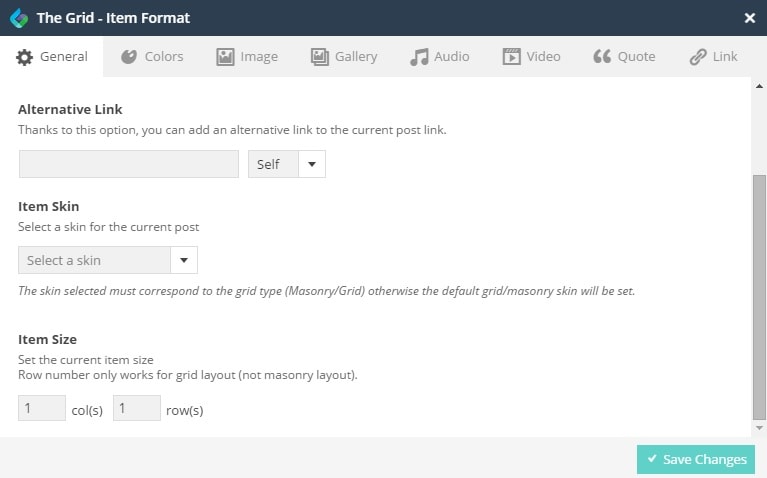 The Grid - Item Format
General Colors Image Gallery Audio Video Quote Link
Alternative Link
Thanks to this option, you can add an alternative link to the current post link.
Self
Item Skin
Select a skin for the current post
Select a skin
The skin selected must correspond to the grid type (Masonry/Grid) otherwise the default grid/masonry skin will be set.
Item Size
Set the current item size
Row number only works for grid layout (not masonry layout).
1 col(s) 1 row(s)
Save Changes